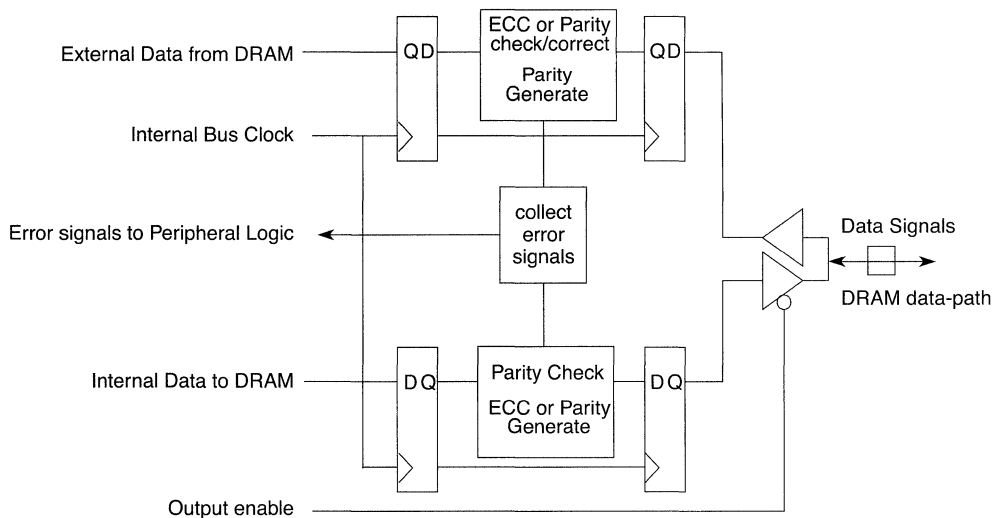 External Data from DRAM
QD
ECC or Parity
check/correct
Parity
Generate
QD
Internal Bus Clock
Error signals to Peripheral Logic
collect
error
signals
Data Signals
DRAM data-path
Internal Data to DRAM
DQ
Parity Check
ECC or Parity
Generate
DQ
Output enable